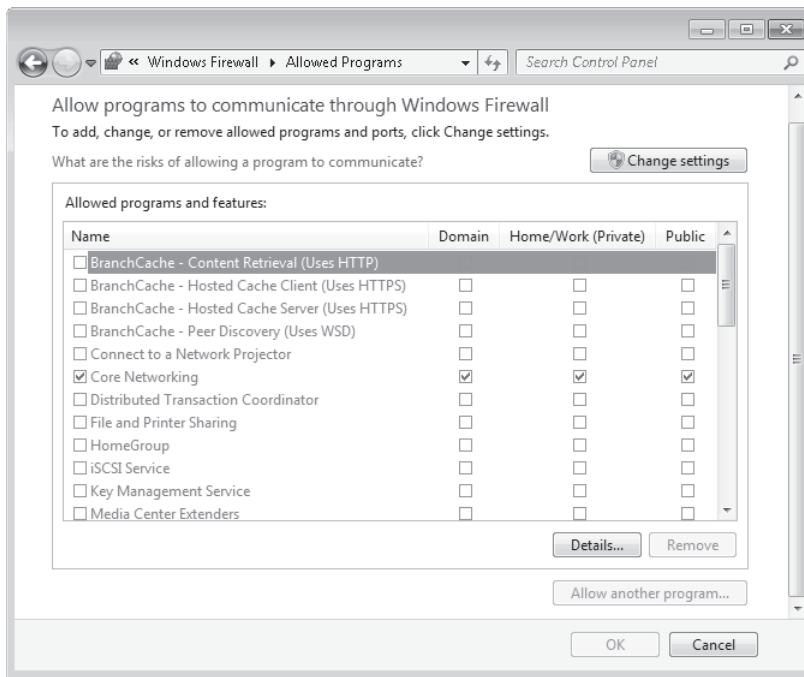 « Windows Firewall ▸ Allowed Programs Search Control Panel
Allow programs to communicate through Windows Firewall
To add, change, or remove allowed programs and ports, click Change settings.
What are the risks of allowing a program to communicate? Change settings
Allowed programs and features:
Name Domain Home/Work (Private) Public
BranchCache - Content Retrieval (Uses HTTP)
BranchCache - Hosted Cache Client (Uses HTTPS)
BranchCache - Hosted Cache Server (Uses HTTPS)
BranchCache - Peer Discovery (Uses WSD)
Connect to a Network Projector
Core Networking
Distributed Transaction Coordinator
File and Printer Sharing
HomeGroup
iSCSI Service
Key Management Service
Media Center Extenders
Details... Remove
Allow another program...
OK Cancel